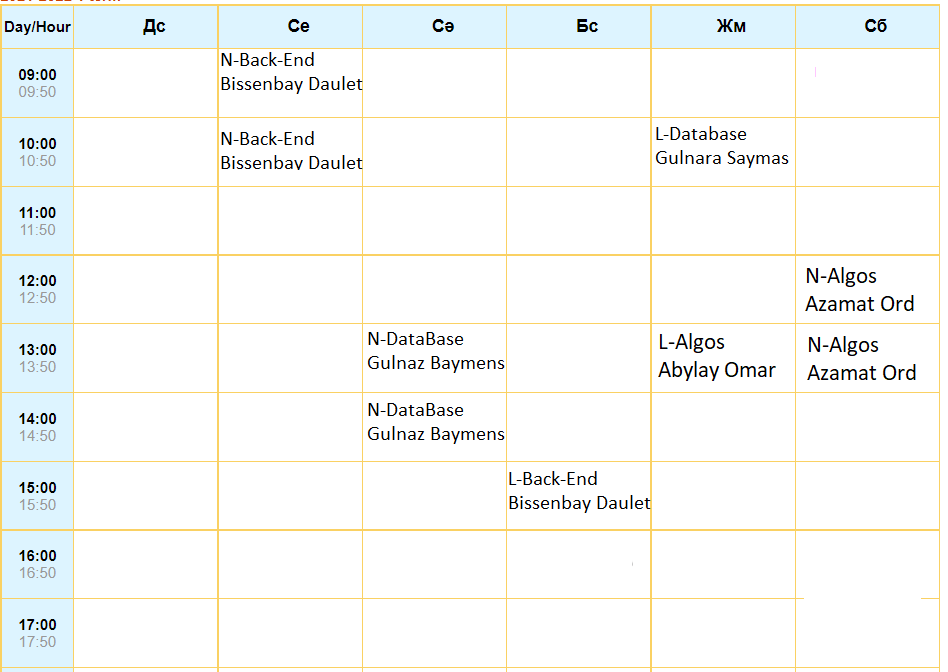 Day/Hour Дс Се Сә Бс Жм Сб
09:00
09:50
N-Back-End
Bissenbay Daulet
10:00
10:50
N-Back-End
Bissenbay Daulet
L-Database
Gulnara Saymas
11:00
11:50
12:00
12:50
N-Algos
Azamat Ord
13:00
13:50
N-DataBase
Gulnaz Baymens
L-Algos
Abylay Omar
N-Algos
Azamat Ord
14:00
14:50
N-DataBase
Gulnaz Baymens
15:00
15:50
L-Back-End
Bissenbay Daulet
16:00
16:50
17:00
17:50